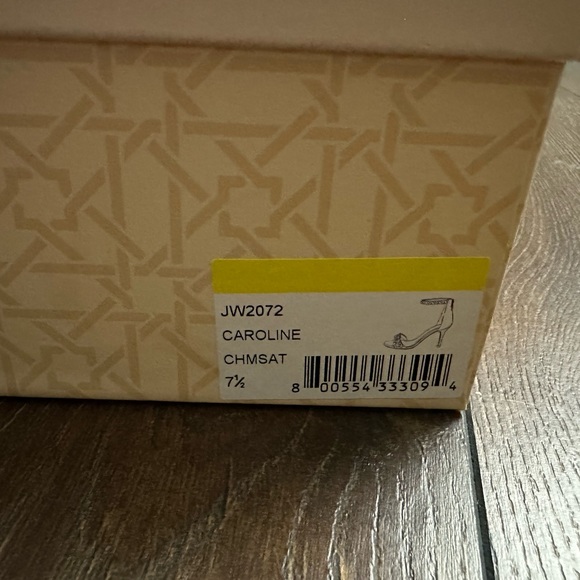 JW2072
CAROLINE
CHMSAT
7½
8 00554 33309 4